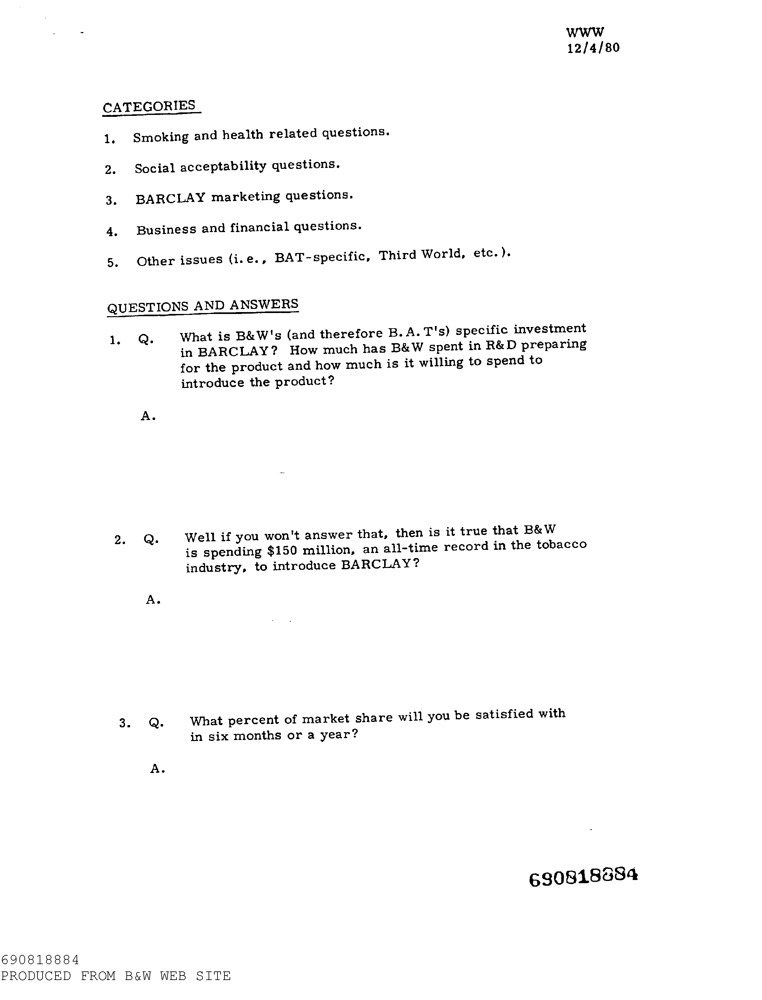 WWW
12/4/80
CATEGORIES
1. Smoking and health related questions.
2. Social acceptability questions.
3. BARCLAY marketing questions.
4. Business and financial questions.
5. Other issues (i.e., BAT-specific, Third World, etc.).
QUESTIONS AND ANSWERS
1. Q. What is B&W's (and therefore B.A.T's) specific investment
in BARCLAY? How much has B&W spent in R&D preparing
for the product and how much is it willing to spend to
introduce the product?
A.
2. Q. Well if you won't answer that, then is it true that B&W
is spending $150 million, an all-time record in the tobacco
industry, to introduce BARCLAY?
A.
3. Q. What percent of market share will you be satisfied with
in six months or a year?
A.
690818884
690818884
PRODUCED FROM B&W WEB SITE